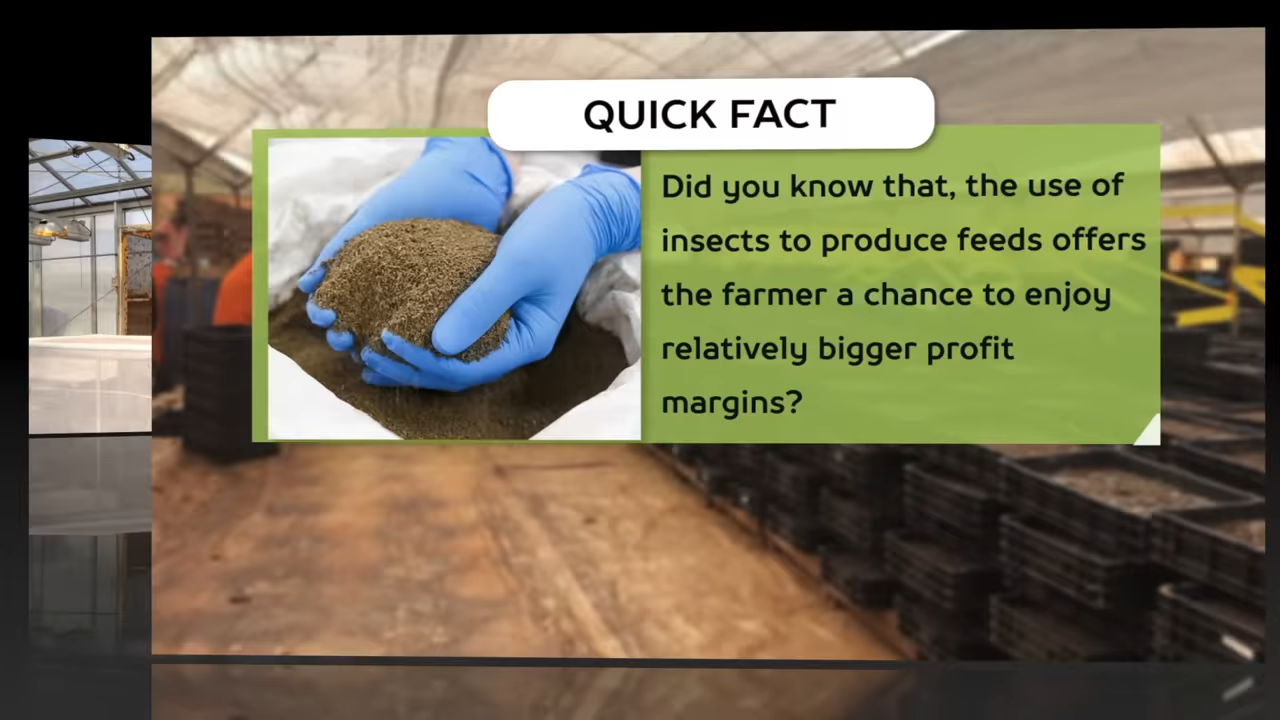 QUICK FACT
Did you know that, the use of
insects to produce feeds offers
the farmer a chance to enjoy
relatively bigger profit
margins?